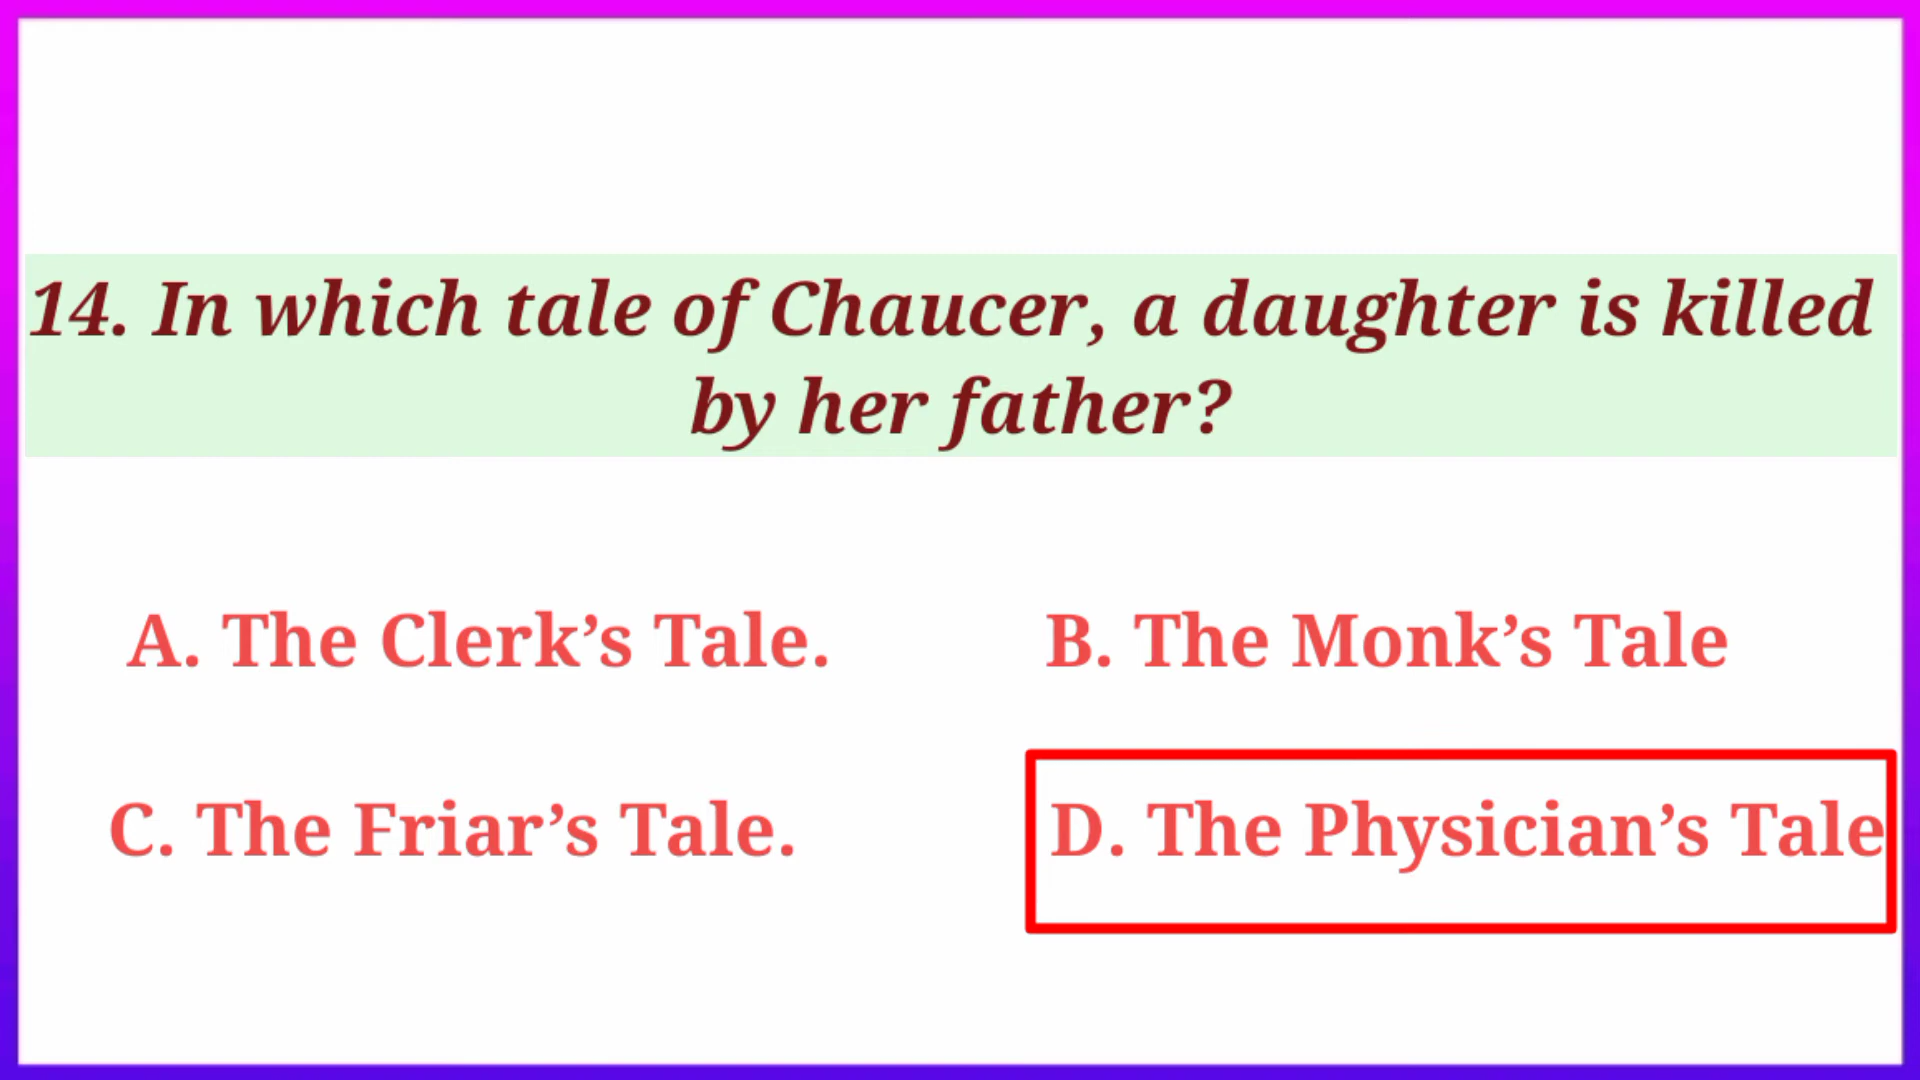 14. In which tale of Chaucer, a daughter is killed
by her father?
A. The Clerk’s Tale.
B. The Monk’s Tale
C. The Friar’s Tale.
D. The Physician’s Tale